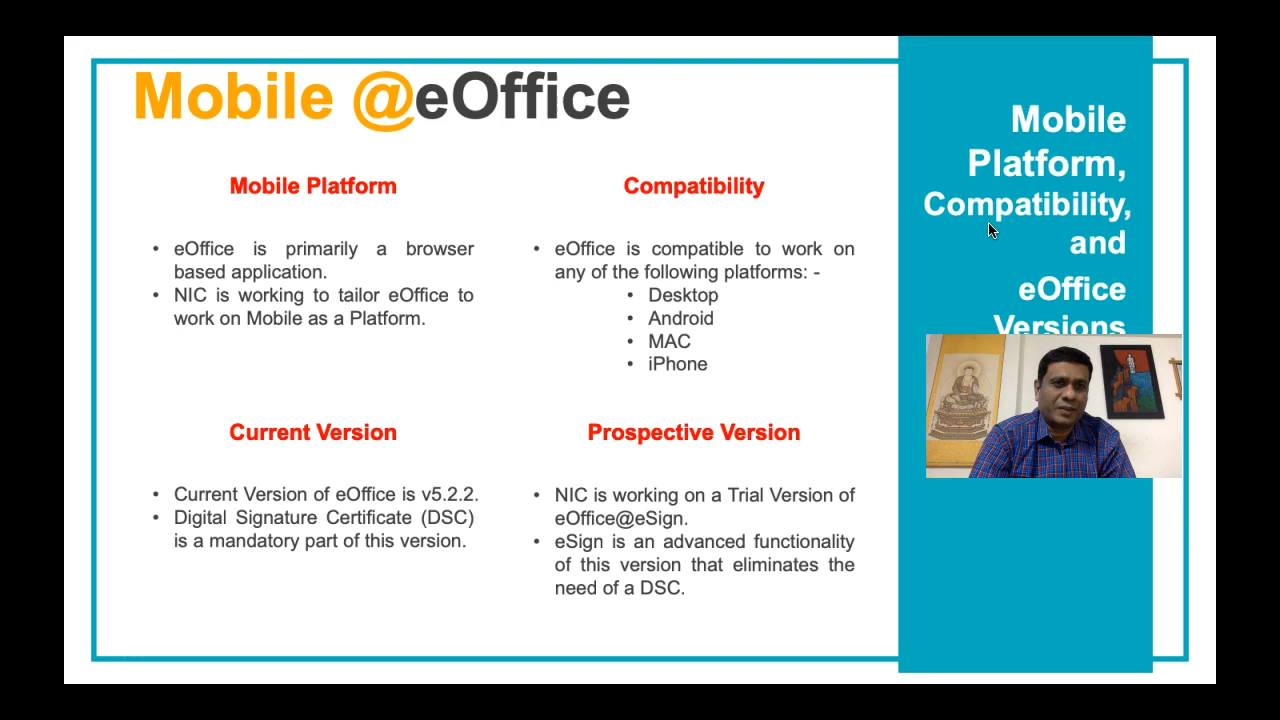 Mobile @eOffice
Mobile Platform
• eOffice is primarily a browser
based application.
• NIC is working to tailor eOffice to
work on Mobile as a Platform.
Compatibility
• eOffice is compatible to work on
any of the following platforms: -
• Desktop
• Android
• MAC
• iPhone
Current Version
• Current Version of eOffice is v5.2.2.
• Digital Signature Certificate (DSC)
is a mandatory part of this version.
Prospective Version
• NIC is working on a Trial Version of
eOffice@eSign.
• eSign is an advanced functionality
of this version that eliminates the
need of a DSC.
Mobile
Platform,
Compatibility,
and
eOffice
Versions